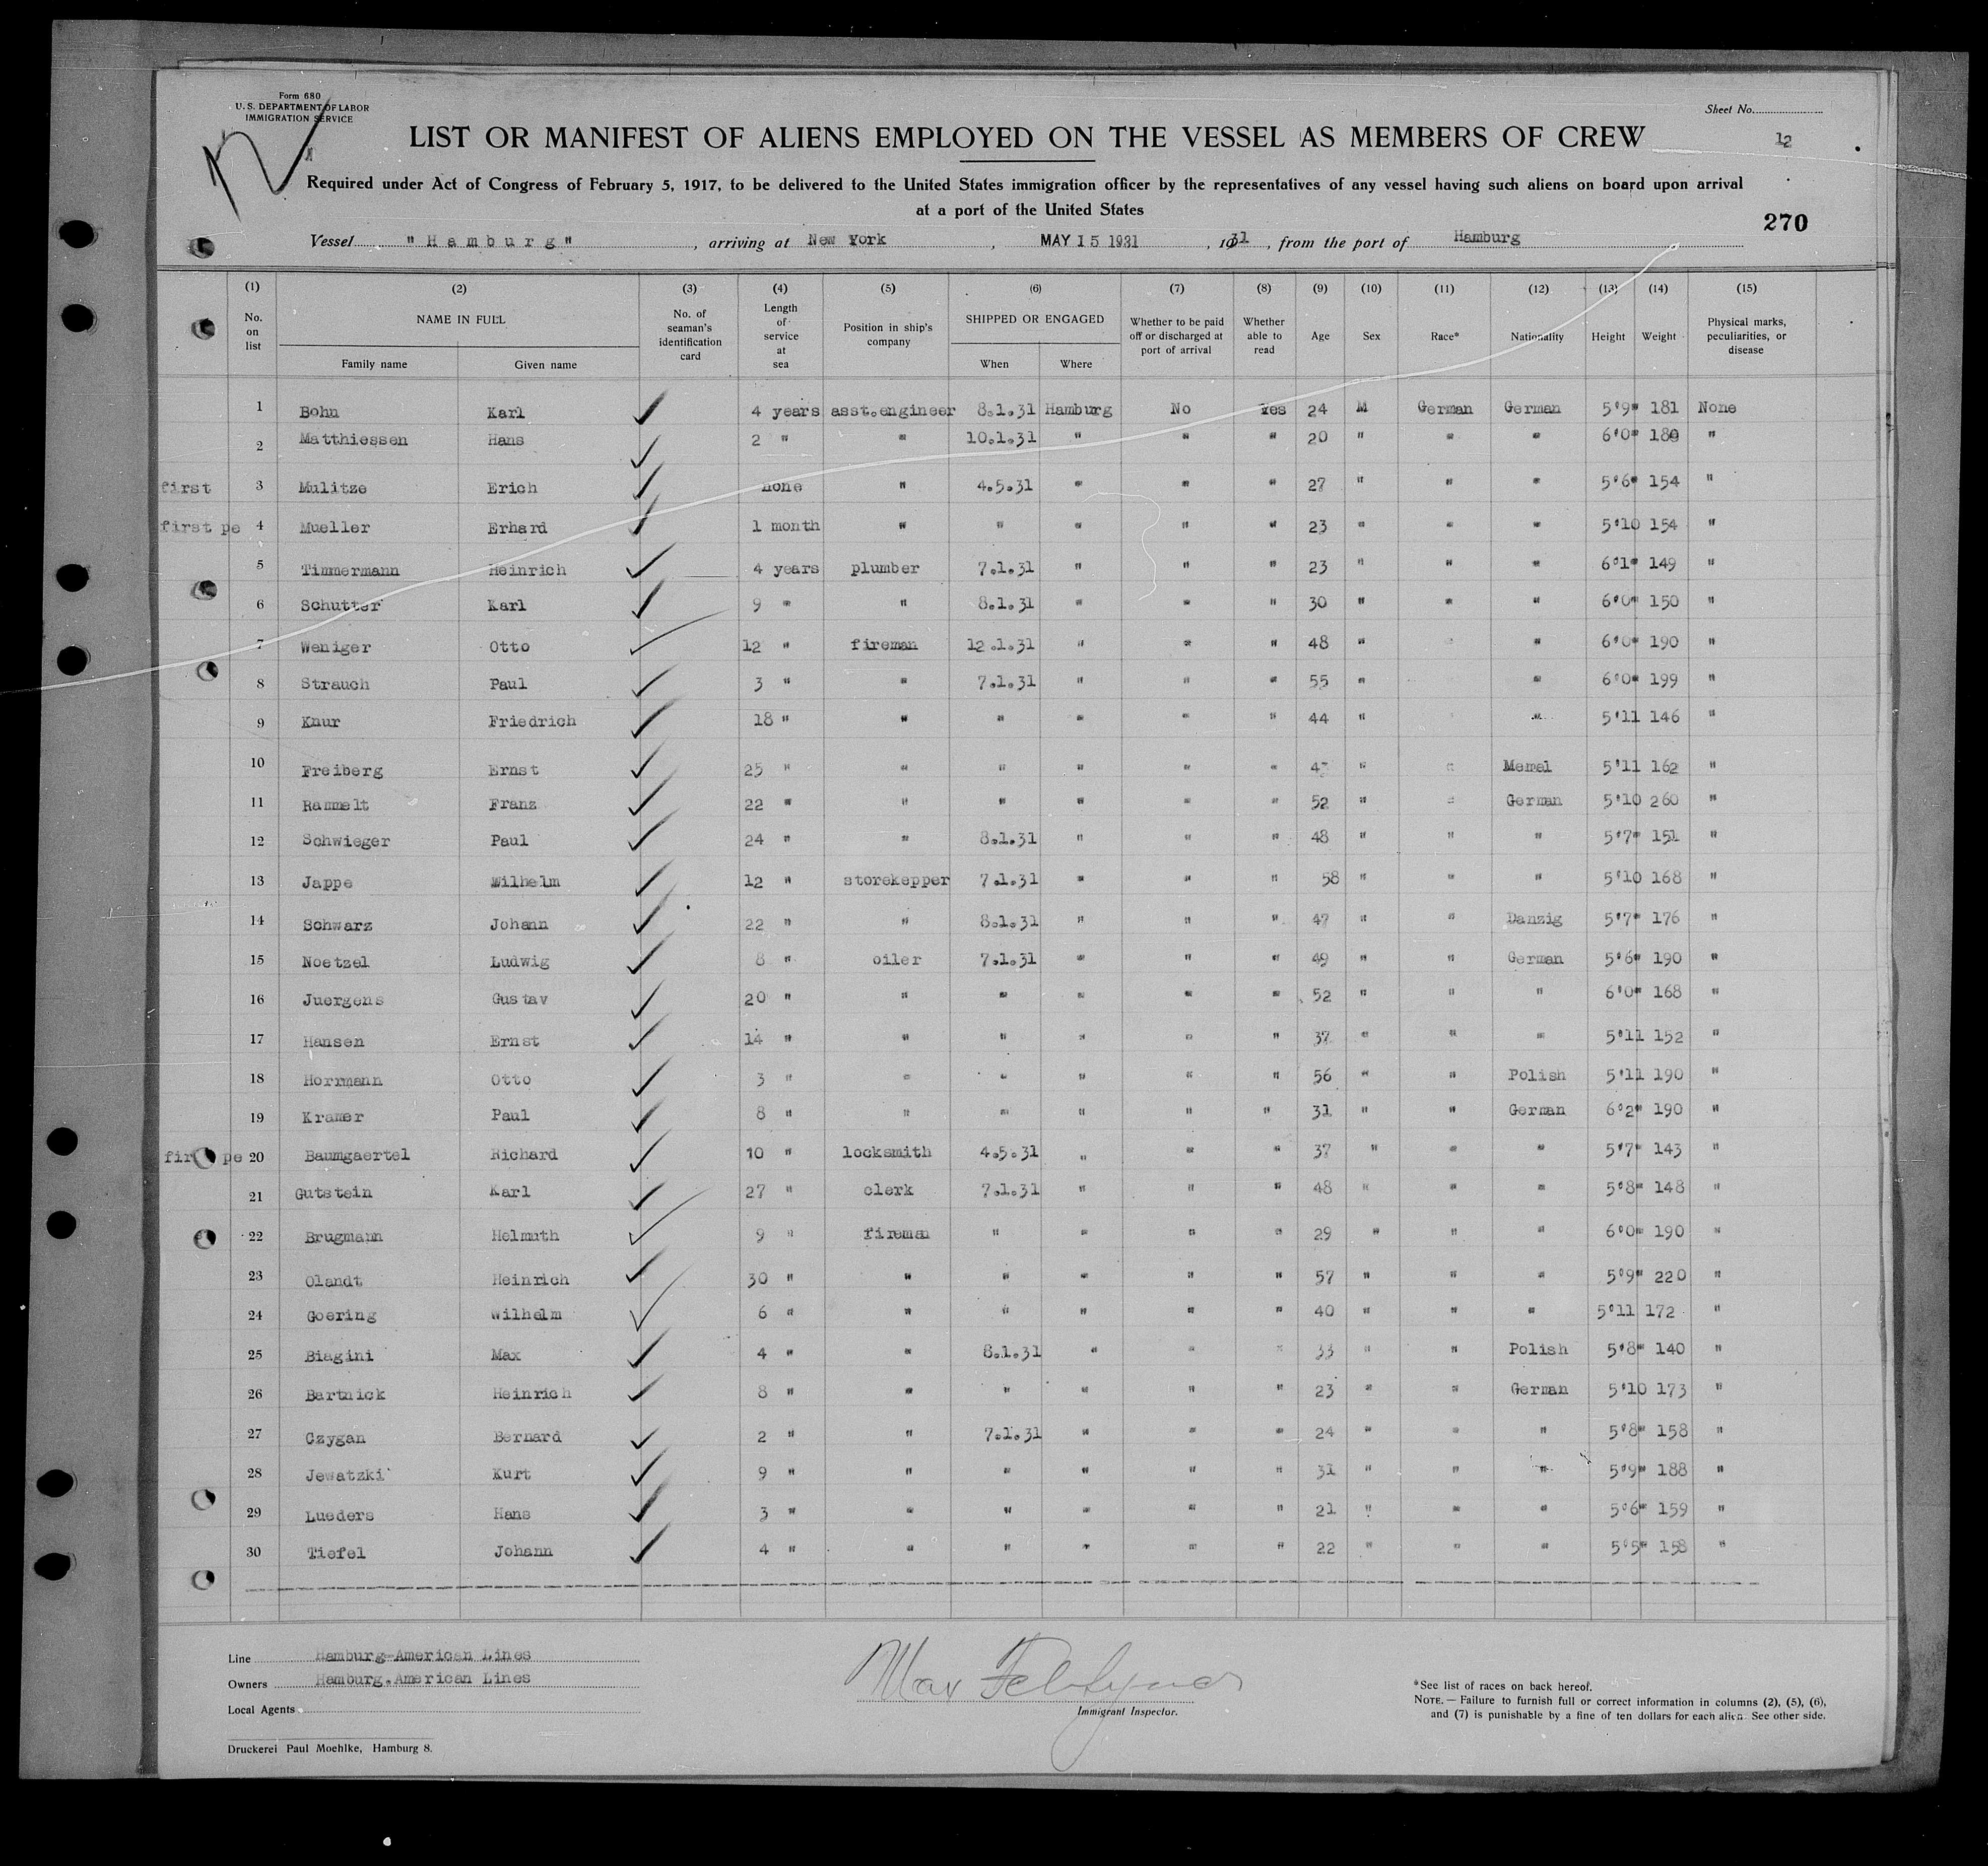 Form 680
U. S. DEPARTMENT OF LABOR
IMMIGRATION SERVICE
Sheet No.
12
LIST OR MANIFEST OF ALIENS EMPLOYED ON THE VESSEL AS MEMBERS OF CREW
Required under Act of Congress of February 5, 1917, to be delivered to the United States immigration officer by the representatives of any vessel having such aliens on board upon arrival
at a port of the United States
270
Vessel "Hamburg", arriving at New York, MAY 15 1931, 1931, from the port of Hamburg
(1) (2) (3) (4) (5) (6) (7) (8) (9) (10) (11) (12) (13) (14) (15)
No. on list NAME IN FULL Family name Given name No. of seaman's identification card Length of service at sea Position in ship's company SHIPPED OR ENGAGED When Where Whether to be paid off or discharged at port of arrival Whether able to read Age Sex Race* Nationality Height Weight Physical marks, peculiarities, or disease
1 Bohn Karl 4 years asst.engineer 8.1.31 Hamburg No Yes 24 M German German 5'9" 181 None
2 Matthiessen Hans 2 " " 10.1.31 " " " 20 " " " 6'0" 180 "
first 3 Mulitze Erich none " 4.5.31 " " " 27 " " " 5'6" 154 "
first pe 4 Mueller Erhard 1 month " " " " " 23 " " " 5'10 154 "
5 Timmermann Heinrich 4 years plumber 7.1.31 " " " 23 " " " 6'1" 149 "
6 Schutter Karl 9 " " 8.1.31 " " " 30 " " " 6'0" 150 "
7 Weniger Otto 12 " fireman 12.1.31 " " " 48 " " " 6'0" 190 "
8 Strauch Paul 3 " " 7.1.31 " " " 55 " " 6'0" 199 "
9 Knur Friedrich 18 " " " " " " 44 " " " 5'11 146 "
10 Freiberg Ernst 25 " " " " " " " " Memel 5'11 162 "
11 Rammelt Franz 22 " " " " " " 52 " " German 5'10 260 "
12 Schwieger Paul 24 " " 8.1.31 " " " 48 " " " 5'7" 151 "
13 Jappe Wilhelm 12 " storekepper 7.1.31 " " " 58 " " " 5'10 168 "
14 Schwarz Johann 22 " " 8.1.31 " " " 47 " " Danzig 5'7" 176 "
15 Noetzel Ludwig 8 " oiler 7.1.31 " " " 49 " " German 5'6" 190 "
16 Juergens Gustav 20 " " " " " " 52 " " " 6'0" 168 "
17 Hansen Ernst 14 " " " " " " 37 " " " 5'11 152 "
18 Horrmann Otto 3 " " " " " " 56 " " Polish 5'11 190 "
19 Kramer Paul 8 " " " " " " 31 " " German 6'2" 190 "
pe 20 Baumgaertel Richard 10 " locksmith 4.5.31 " " " 37 " " " 5'7" 143 "
21 Gutstein Karl 27 " clerk 7.1.31 " " " 48 " " " 5'8" 148 "
22 Brugmann Helmuth 9 " fireman " " " " 29 " " " 6'0" 190 "
23 Olandt Heinrich 30 " " " " " " 57 " " " 5'9" 220 "
24 Goering Wilhelm 6 " " " " " " 40 " " " 5'11 172 "
25 Biagini Max 4 " " 8.1.31 " " " 33 " " Polish 5'8" 140 "
26 Bartnick Heinrich 8 " " " " " " 23 " " German 5'10 173 "
27 Czygan Bernard 2 " " 7.1.31 " " " 24 " " " 5'8" 158 "
28 Jewatzki Kurt 9 " " " " " " 31 " " " 5'9" 188 "
29 Lueders Hans 3 " " " " " " 21 " " " 5'6" 159 "
30 Tiefel Johann 4 " " " " " " 22 " " " 5'5" 158 "
Line Hamburg-American Lines
Owners Hamburg.American Lines
Local Agents
Max
Immigrant Inspector.
*See list of races on back hereof.
NOTE. — Failure to furnish full or correct information in columns (2), (5), (6),
and (7) is punishable by a fine of ten dollars for each alien. See other side.
Druckerei Paul Moehlke, Hamburg 8.